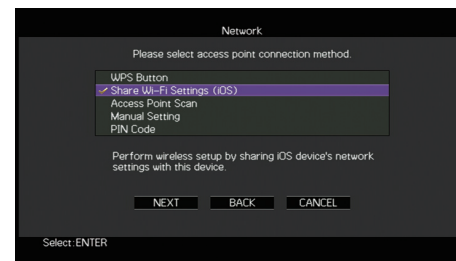 Network
Please select access point connection method.
WPS Button
Share Wi-Fi Settings (iOS)
Access Point Scan
Manual Setting
PIN Code
Perform wireless setup by sharing iOS device's network
settings with this device.
NEXT BACK CANCEL
Select:ENTER